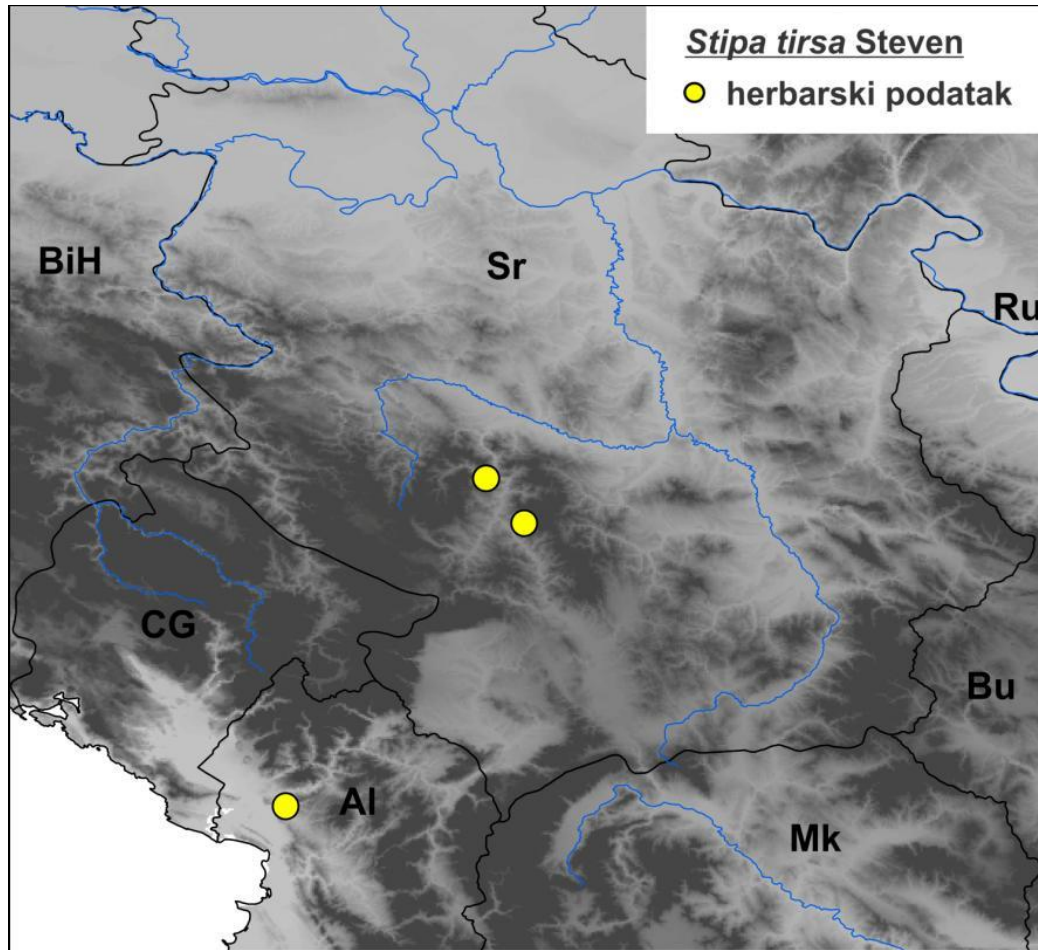 Stipa tirsa Steven
herbarski podatak
BiH
Sr
Ru
CG
Bu
Al
Mk